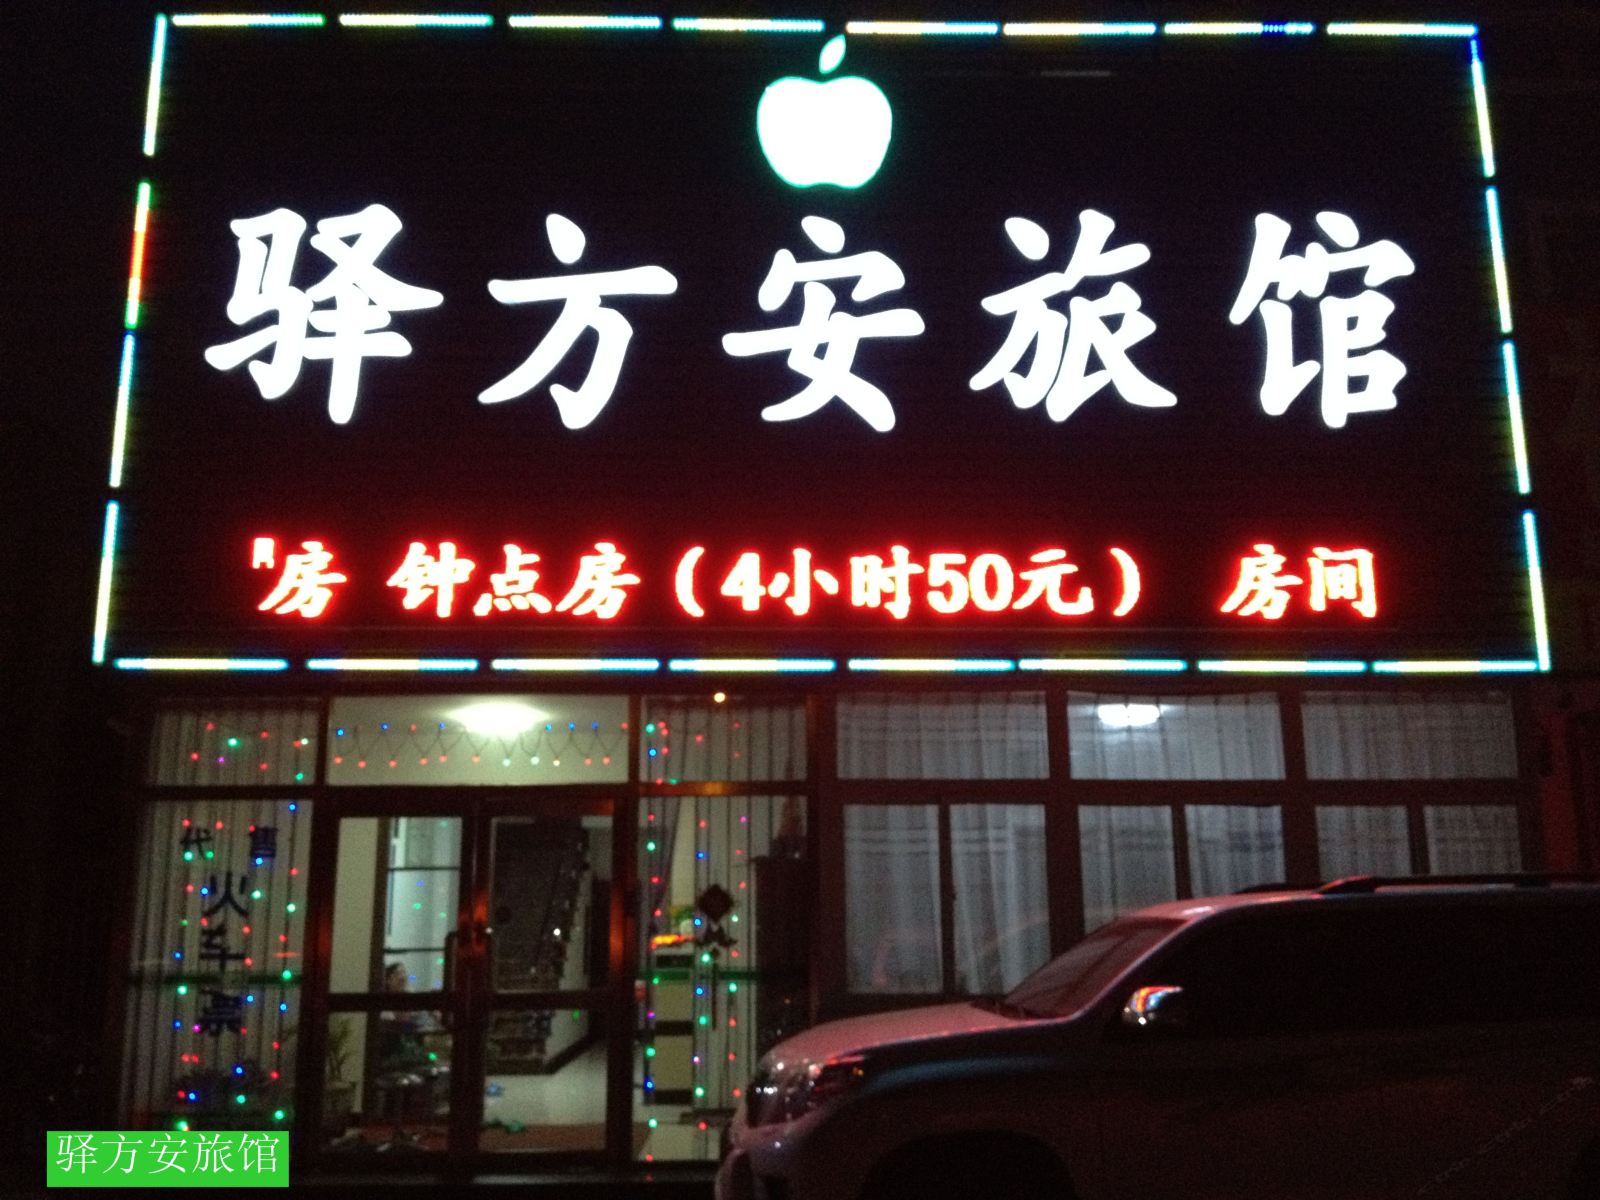 驿方安旅馆
房 钟点房（4小时50元） 房间
代售
火车票
驿方安旅馆